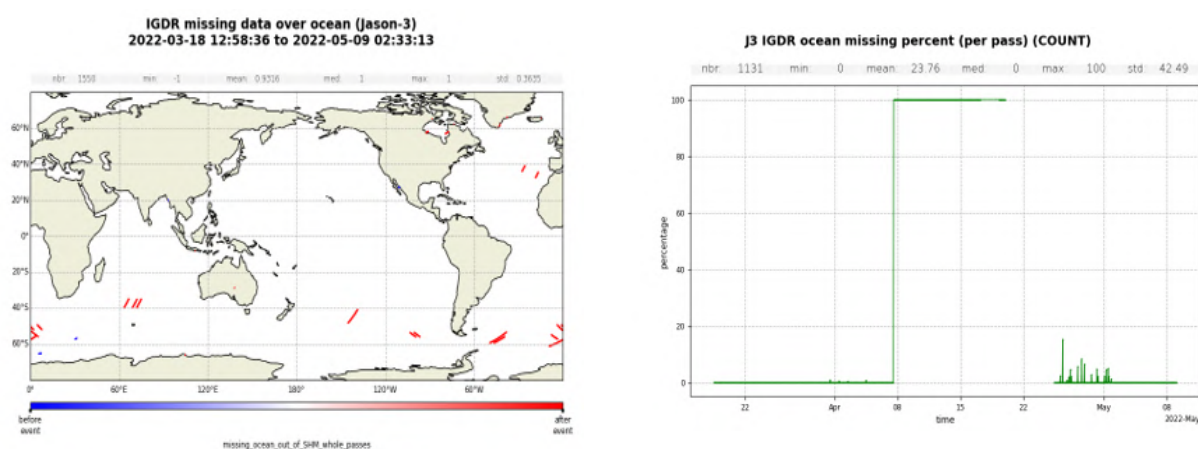 IGDR missing data over ocean (Jason-3)
2022-03-18 12:58:36 to 2022-05-09 02:33:13
nbr: 1558 min: -1 mean: 0.9316 med: 1 max: 1 std: 0.3635
60°N
40°N
20°N
0°
20°S
40°S
60°S
0° 60°E 120°E 180° 120°W 60°W
before event
after event
missing_ocean_out_of_SHM_whole_passes
J3 IGDR ocean missing percent (per pass) (COUNT)
nbr: 1131 min: 0 mean: 23.76 med: 0 max: 100 std: 42.49
100
80
60
40
20
0
percentage
22 Apr 08 15 22 May 08
time
2022-May